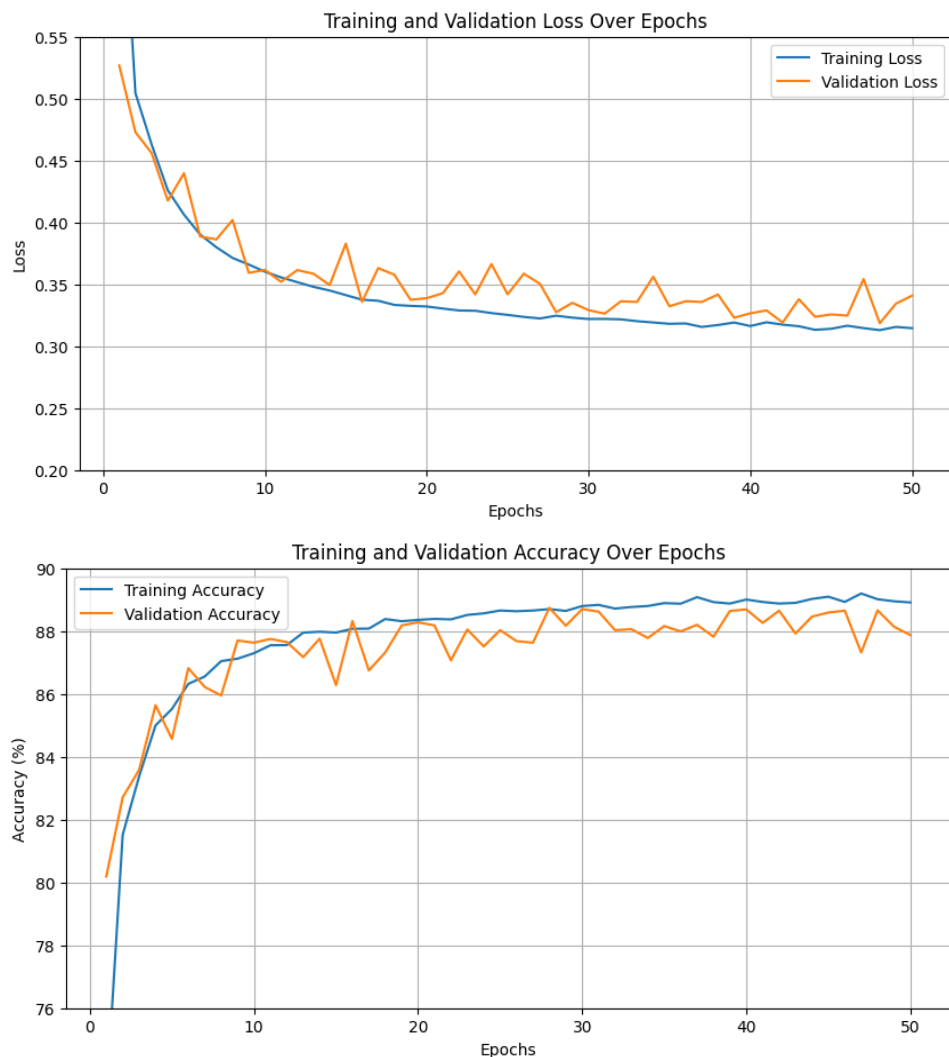 Training and Validation Loss Over Epochs
0.55
0.50
0.45
0.40
0.35
0.30
0.25
0.20
Loss
Training Loss
Validation Loss
0 10 20 30 40 50
Epochs
Training and Validation Accuracy Over Epochs
90
88
86
84
82
80
78
76
Accuracy (%)
Training Accuracy
Validation Accuracy
0 10 20 30 40 50
Epochs